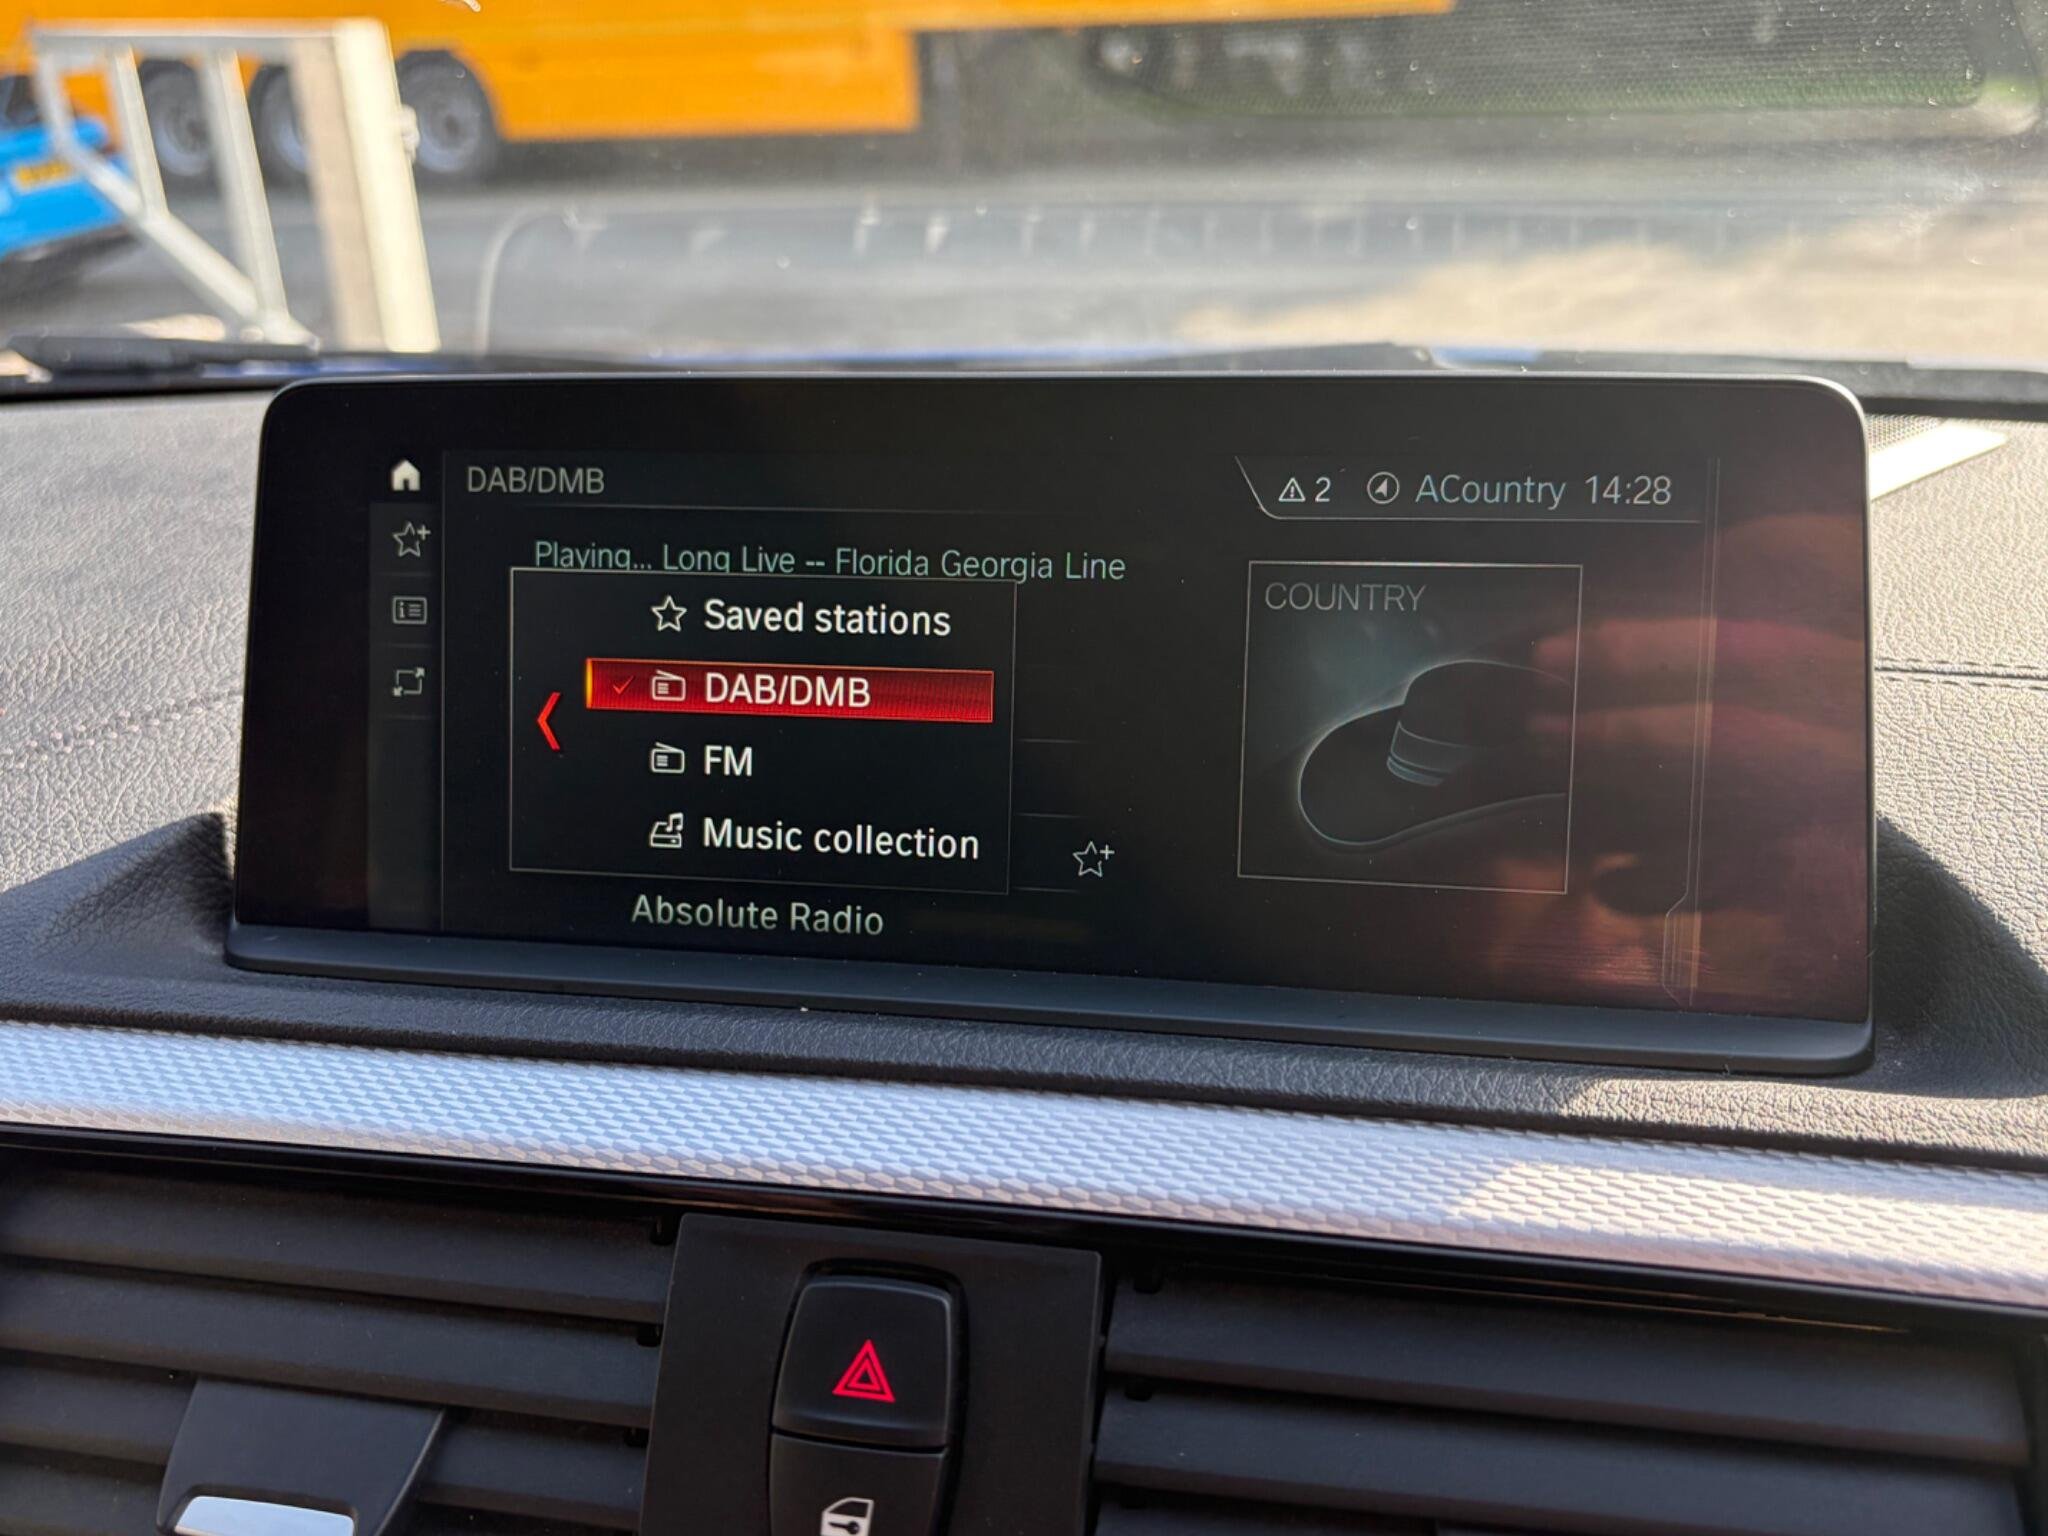 DAB/DMB
2 ACountry 14:28
Playing... Long Live -- Florida Georgia Line
COUNTRY
Saved stations
DAB/DMB
FM
Music collection
Absolute Radio